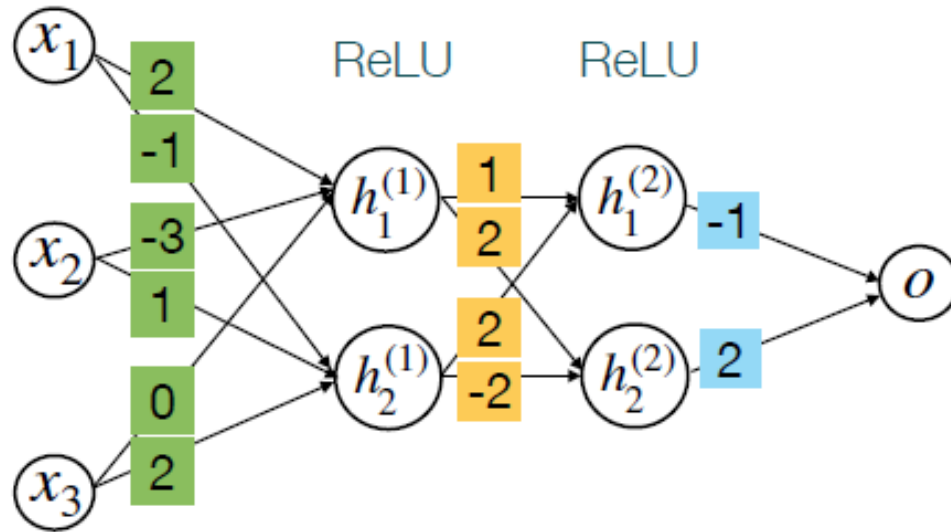 x₁
x₂
x₃
2
-1
-3
1
0
2
ReLU
h₁⁽¹⁾
h₂⁽¹⁾
1
2
2
-2
ReLU
h₁⁽²⁾
h₂⁽²⁾
-1
2
o